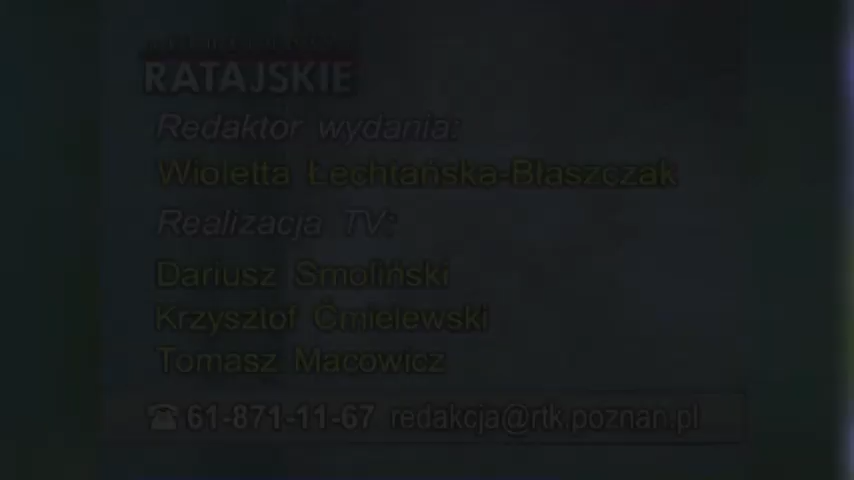 RATAJSKIE
Redaktor wydania:
Wioletta Łechtańska-Błaszczak
Realizacja TV:
Dariusz Smoliński
Krzysztof Ćmielewski
Tomasz Macowicz
☎ 61-871-11-67 redakcja@rtk.poznan.pl